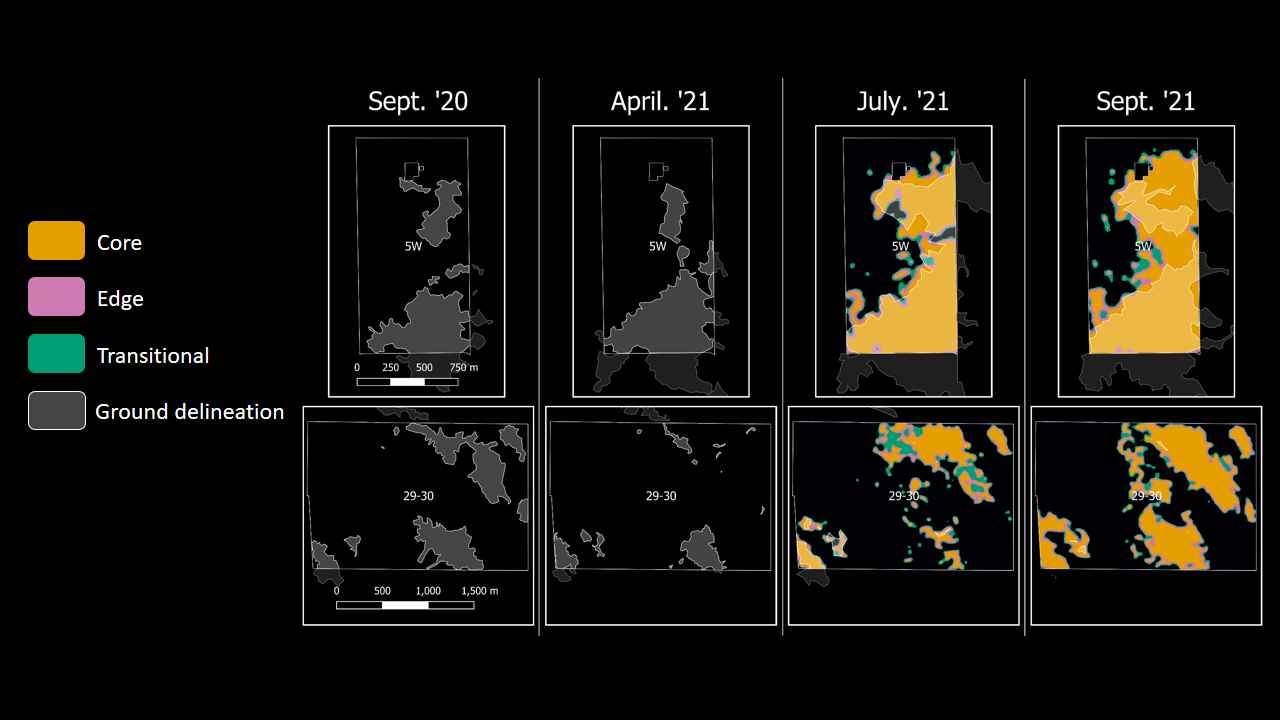 Sept. '20
April. '21
July. '21
Sept. '21
Core
Edge
Transitional
Ground delineation
5W
0 250 500 750 m
5W
5W
5W
29-30
0 500 1,000 1,500 m
29-30
29-30
29-30